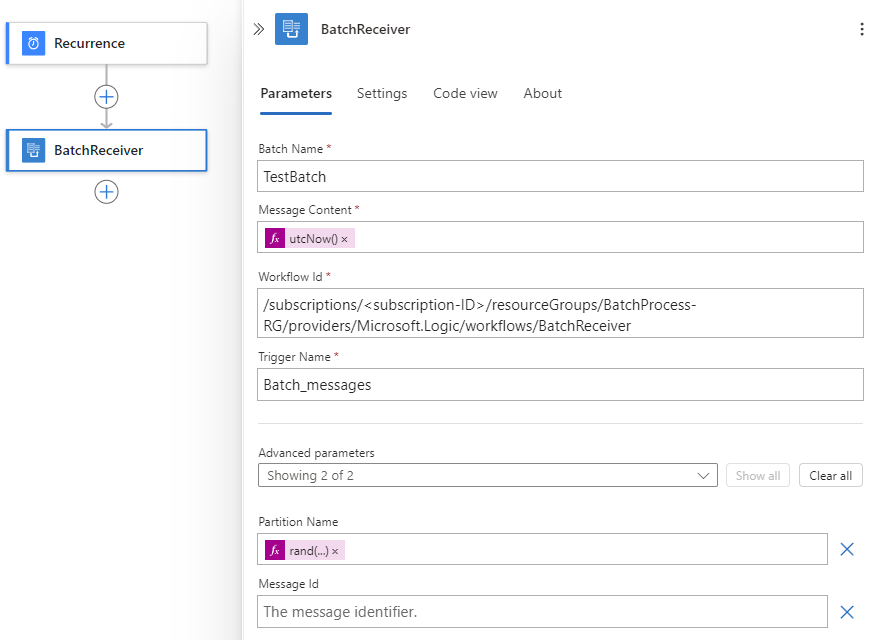 Recurrence
BatchReceiver
BatchReceiver
Parameters Settings Code view About
Batch Name *
TestBatch
Message Content *
fx utcNow() ×
Workflow Id *
/subscriptions/<subscription-ID>/resourceGroups/BatchProcess-
RG/providers/Microsoft.Logic/workflows/BatchReceiver
Trigger Name *
Batch_messages
Advanced parameters
Showing 2 of 2 Show all Clear all
Partition Name
fx rand(...) ×
Message Id
The message identifier.